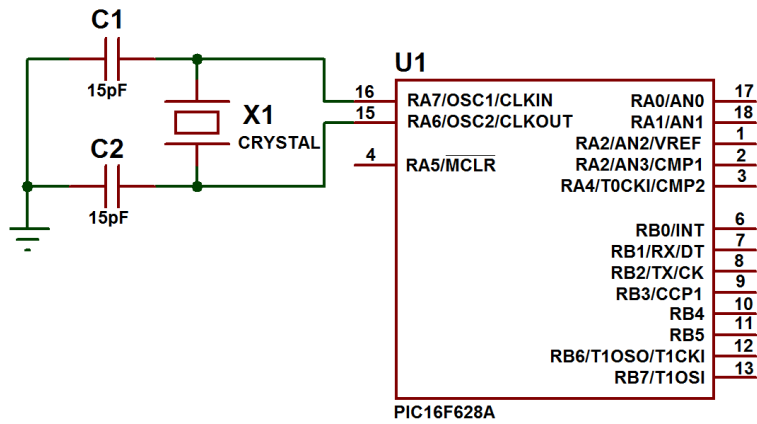 C1
15pF
X1
CRYSTAL
C2
15pF
U1
16 RA7/OSC1/CLKIN RA0/AN0 17
15 RA6/OSC2/CLKOUT RA1/AN1 18
RA2/AN2/VREF 1
4 RA5/MCLR RA2/AN3/CMP1 2
RA4/T0CKI/CMP2 3
RB0/INT 6
RB1/RX/DT 7
RB2/TX/CK 8
RB3/CCP1 9
RB4 10
RB5 11
RB6/T1OSO/T1CKI 12
RB7/T1OSI 13
PIC16F628A